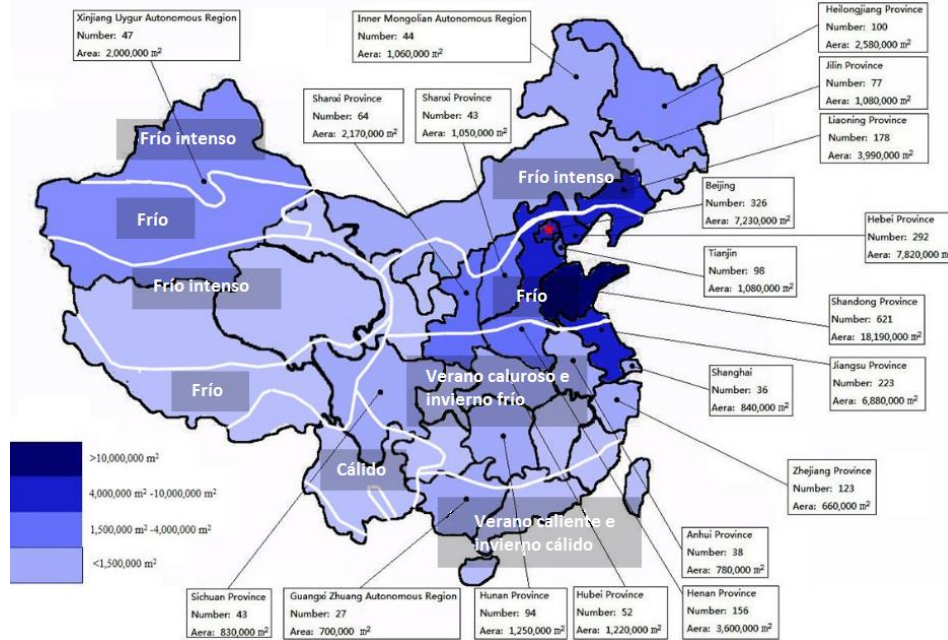 Xinjiang Uygur Autonomous Region
Number: 47
Area: 2,000,000 m²
Inner Mongolian Autonomous Region
Number: 44
Aera: 1,060,000 m²
Heilongjiang Province
Number: 100
Aera: 2,580,000 m²
Jilin Province
Number: 77
Aera: 1,080,000 m²
Shanxi Province
Number: 64
Aera: 2,170,000 m²
Shanxi Province
Number: 43
Aera: 1,050,000 m²
Liaoning Province
Number: 178
Aera: 3,990,000 m²
Beijing
Number: 326
Aera: 7,230,000 m²
Hebei Province
Number: 292
Aera: 7,820,000 m²
Tianjin
Number: 98
Aera: 1,080,000 m²
Shandong Province
Number: 621
Aera: 18,190,000 m²
Jiangsu Province
Number: 223
Aera: 6,880,000 m²
Shanghai
Number: 36
Aera: 840,000 m²
Zhejiang Province
Number: 123
Aera: 660,000 m²
Anhui Province
Number: 38
Aera: 780,000 m²
Henan Province
Number: 156
Aera: 3,600,000 m²
Hubei Province
Number: 52
Aera: 1,220,000 m²
Hunan Province
Number: 94
Aera: 1,250,000 m²
Guangxi Zhuang Autonomous Region
Number: 27
Area: 700,000 m²
Sichuan Province
Number: 43
Aera: 830,000 m²
Frío intenso
Frío intenso
Frío
Frío intenso
Frío
Frío
Verano caluroso e
invierno frío
Cálido
Verano caliente e
invierno cálido
>10,000,000 m²
4,000,000 m² -10,000,000 m²
1,500,000 m² -4,000,000 m²
<1,500,000 m²